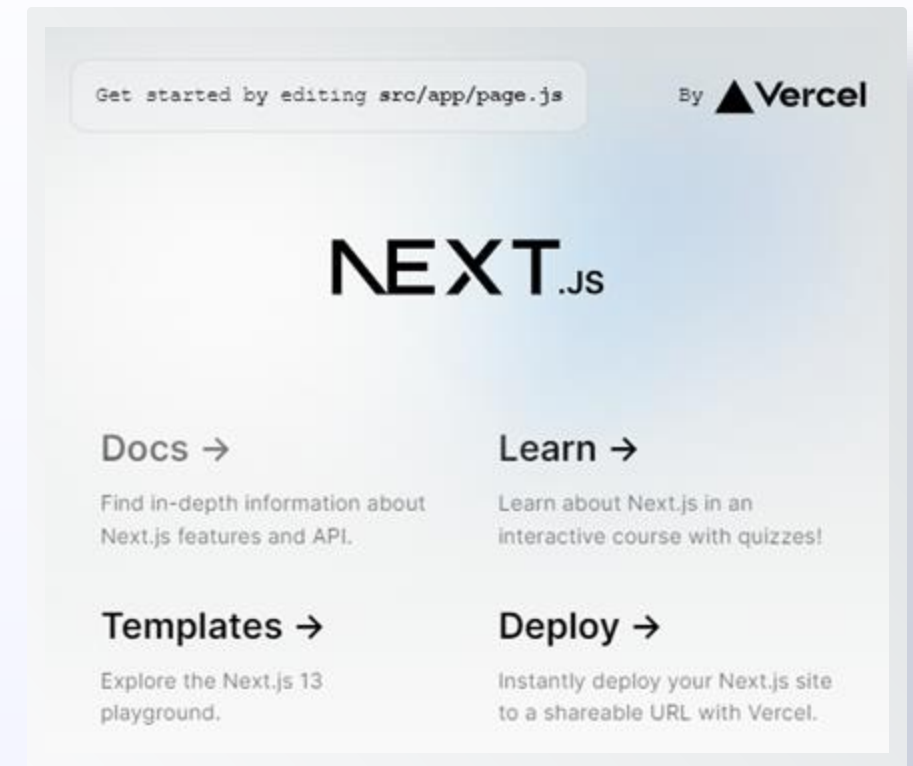 Get started by editing src/app/page.js
By Vercel
NEXT.JS
Docs →
Find in-depth information about
Next.js features and API.
Learn →
Learn about Next.js in an
interactive course with quizzes!
Templates →
Explore the Next.js 13
playground.
Deploy →
Instantly deploy your Next.js site
to a shareable URL with Vercel.